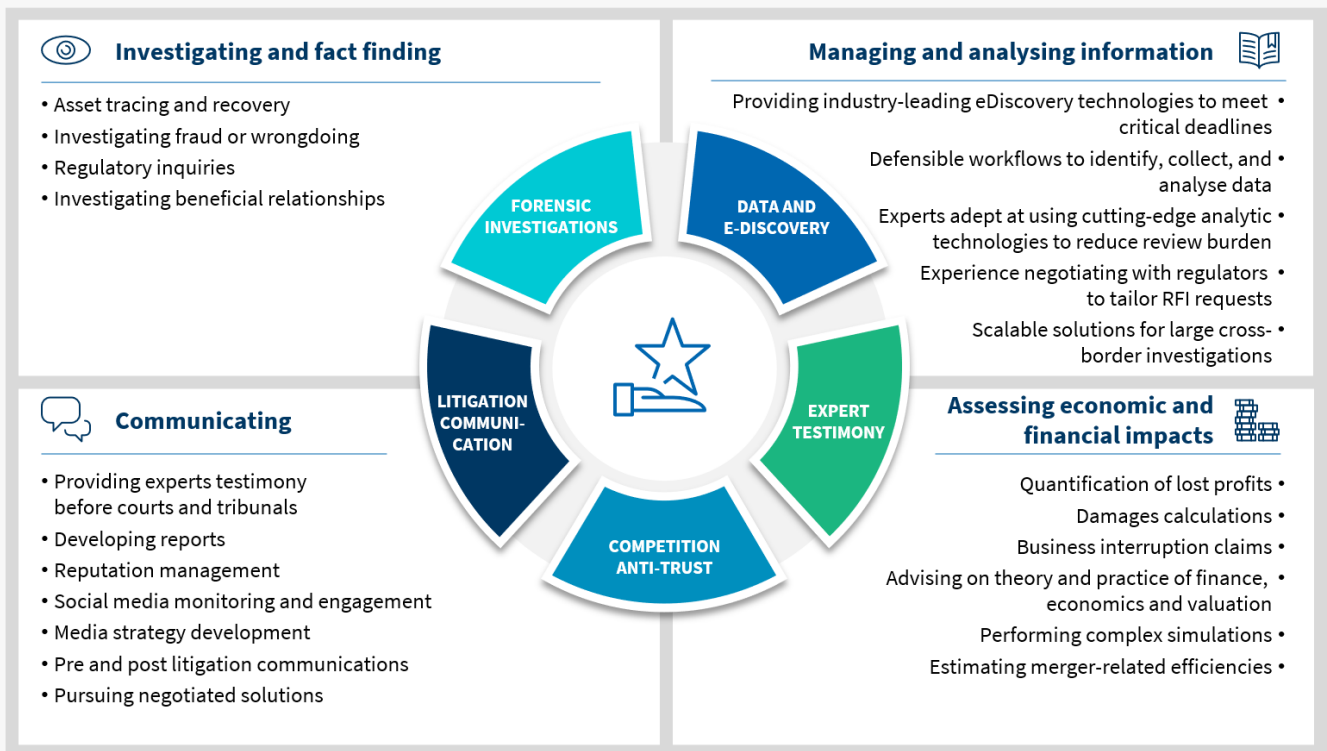 Investigating and fact finding
• Asset tracing and recovery
• Investigating fraud or wrongdoing
• Regulatory inquiries
• Investigating beneficial relationships
Managing and analysing information
Providing industry-leading eDiscovery technologies to meet •
critical deadlines
Defensible workflows to identify, collect, and •
analyse data
Experts adept at using cutting-edge analytic •
technologies to reduce review burden
Experience negotiating with regulators •
to tailor RFI requests
Scalable solutions for large cross- •
border investigations
FORENSIC
INVESTIGATIONS
DATA AND
E-DISCOVERY
LITIGATION
COMMUNI-
CATION
EXPERT
TESTIMONY
COMPETITION
ANTI-TRUST
Communicating
• Providing experts testimony
before courts and tribunals
• Developing reports
• Reputation management
• Social media monitoring and engagement
• Media strategy development
• Pre and post litigation communications
• Pursuing negotiated solutions
Assessing economic and
financial impacts
Quantification of lost profits •
Damages calculations •
Business interruption claims •
Advising on theory and practice of finance, •
economics and valuation
Performing complex simulations •
Estimating merger-related efficiencies •